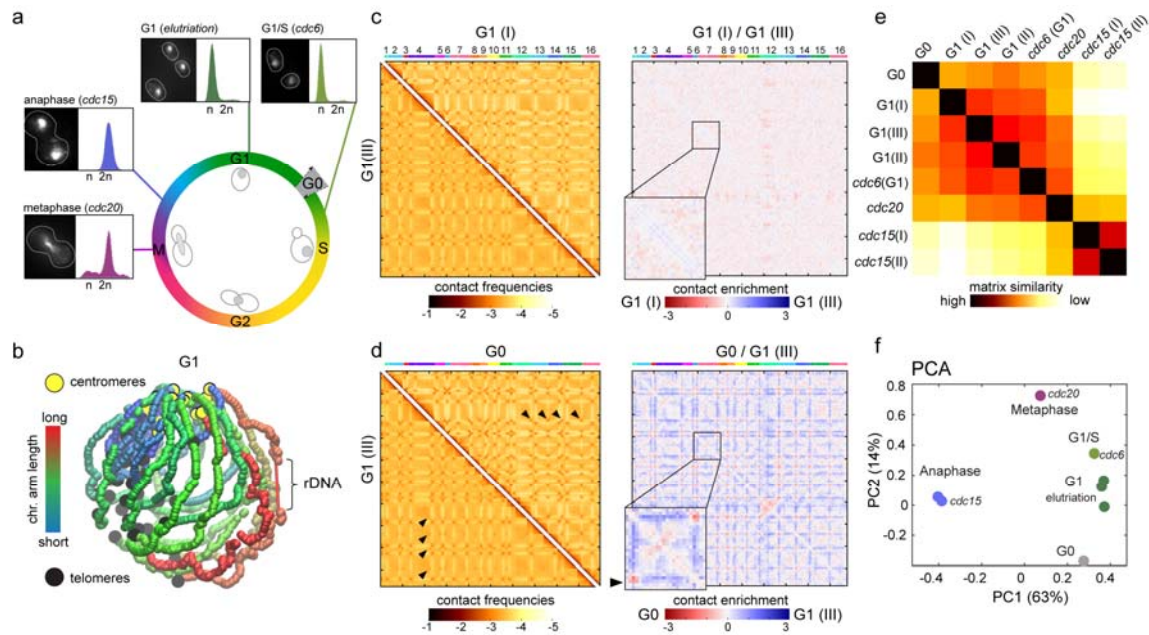 a
G1 (elutriation)
G1/S (cdc6)
n 2n
n 2n
anaphase (cdc15)
n 2n
metaphase (cdc20)
n 2n
G1
G0
S
G2
M
b
G1
centromeres
long
chr. arm length
short
rDNA
telomeres
c
G1 (I)
1 2 3 4 5 6 7 8 9 10 11 12 13 14 15 16
G1(III)
contact frequencies
-1 -2 -3 -4 -5
G1 (I) / G1 (III)
1 2 3 4 5 6 7 8 9 10 11 12 13 14 15 16
contact enrichment
G1 (I) G1 (III)
-3 0 3
d
G0
G1 (III)
contact frequencies
-1 -2 -3 -4 -5
G0 / G1 (III)
contact enrichment
G0 G1 (III)
-3 0 3
e
G0 G1 (I) G1 (III) G1 (II) cdc6 (G1) cdc20 cdc15 (I) cdc15 (II)
G0
G1(I)
G1(III)
G1(II)
cdc6(G1)
cdc20
cdc15(I)
cdc15(II)
matrix similarity
high low
f
PCA
0.8
0.6
0.4
0.2
0
-0.2
PC2 (14%)
cdc20
Metaphase
G1/S
cdc6
Anaphase
cdc15
G1
elutriation
G0
-0.4 -0.2 0 0.2 0.4 0.6
PC1 (63%)